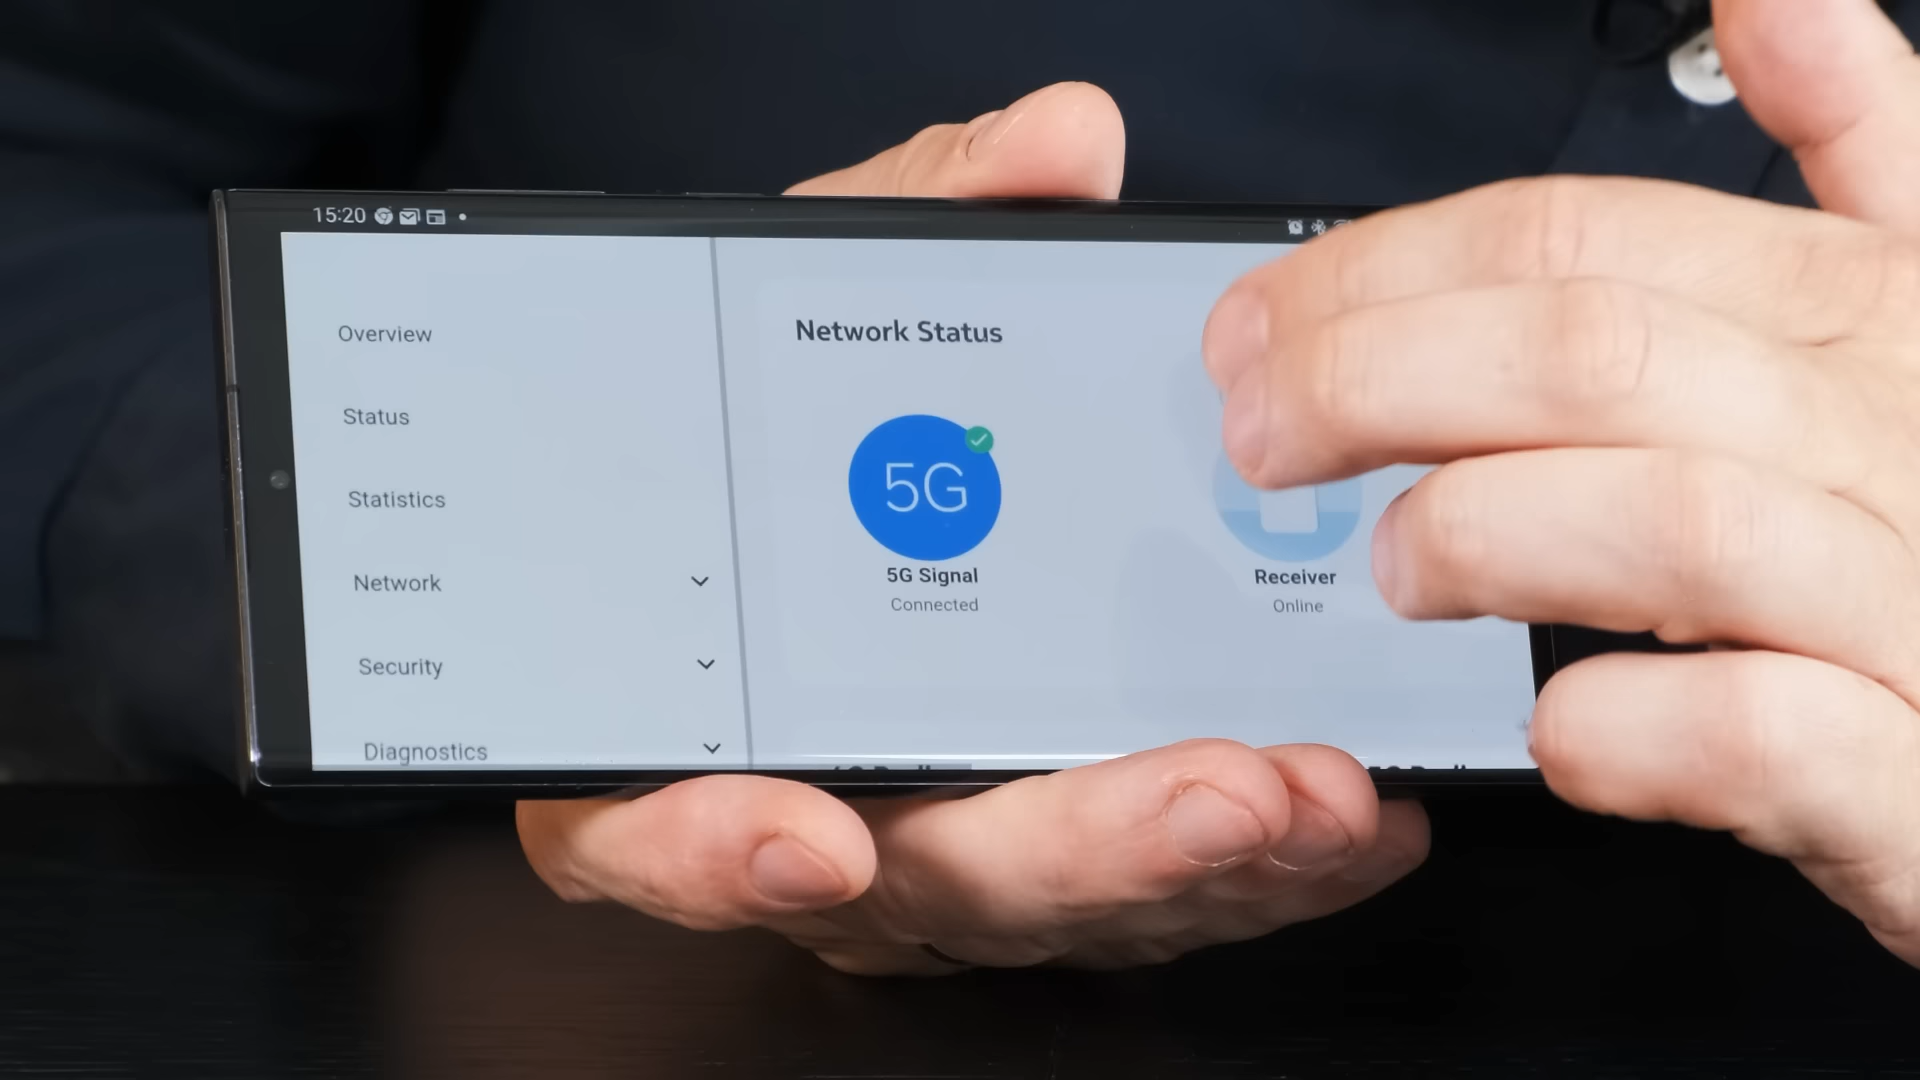 15:20
Overview
Status
Statistics
Network
Security
Diagnostics
Network Status
5G
5G Signal
Connected
Receiver
Online